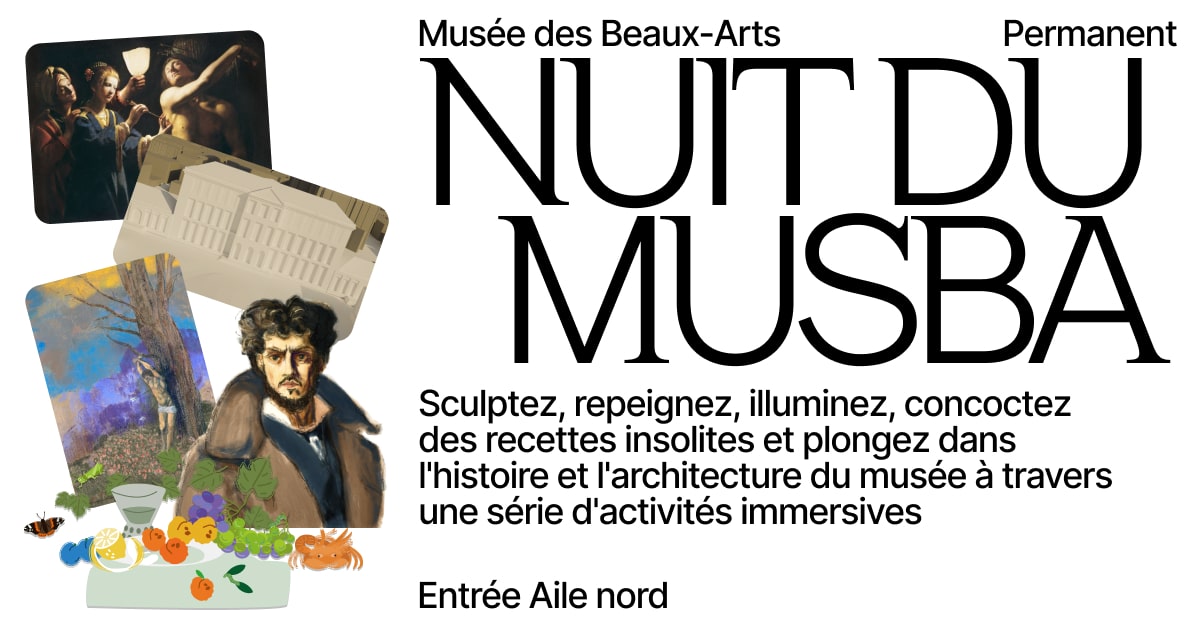 Musée des Beaux-Arts
Permanent
NUIT DU
MUSBA
Sculptez, repeignez, illuminez, concoctez
des recettes insolites et plongez dans
l'histoire et l'architecture du musée à travers
une série d'activités immersives
Entrée Aile nord